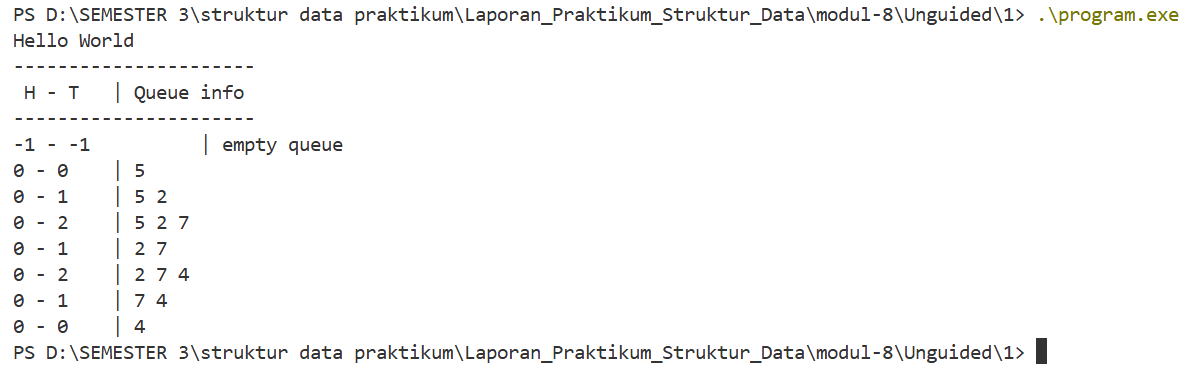 PS D:\SEMESTER 3\struktur data praktikum\Laporan_Praktikum_Struktur_Data\modul-8\Unguided\1> .\program.exe
Hello World
----------------------
 H - T   | Queue info
----------------------
-1 - -1          | empty queue
0 - 0    | 5
0 - 1    | 5 2
0 - 2    | 5 2 7
0 - 1    | 2 7
0 - 2    | 2 7 4
0 - 1    | 7 4
0 - 0    | 4
PS D:\SEMESTER 3\struktur data praktikum\Laporan_Praktikum_Struktur_Data\modul-8\Unguided\1>